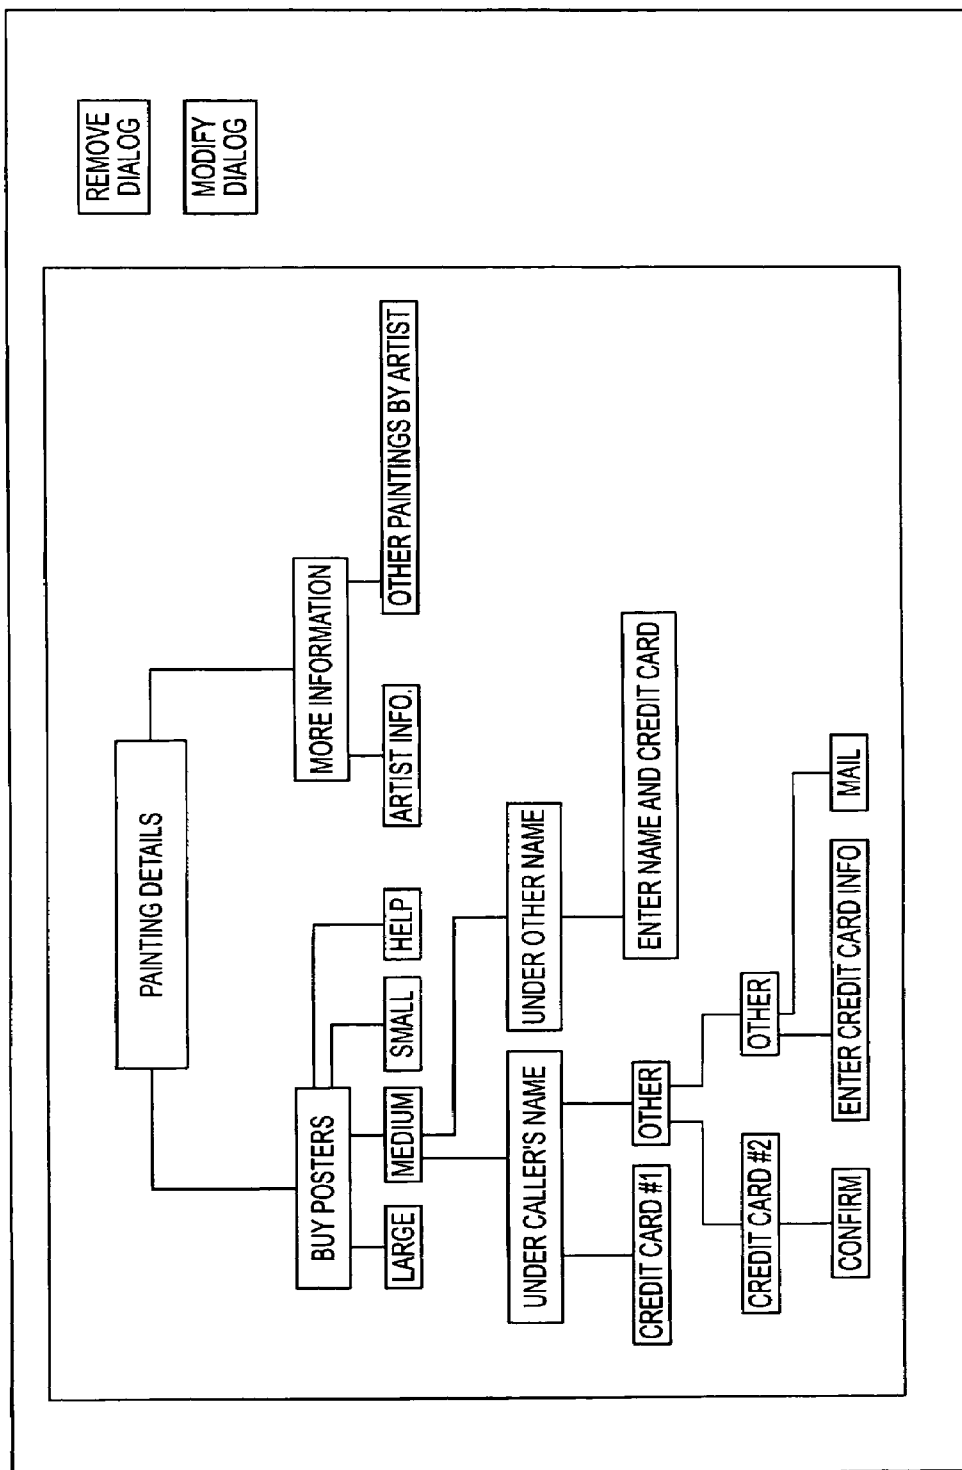 REMOVE
DIALOG
MODIFY
DIALOG
PAINTING DETAILS
BUY POSTERS
MORE INFORMATION
LARGE
MEDIUM
SMALL
HELP
ARTIST INFO.
OTHER PAINTINGS BY ARTIST
UNDER CALLER'S NAME
UNDER OTHER NAME
CREDIT CARD #1
OTHER
ENTER NAME AND CREDIT CARD
CREDIT CARD #2
OTHER
CONFIRM
ENTER CREDIT CARD INFO
MAIL